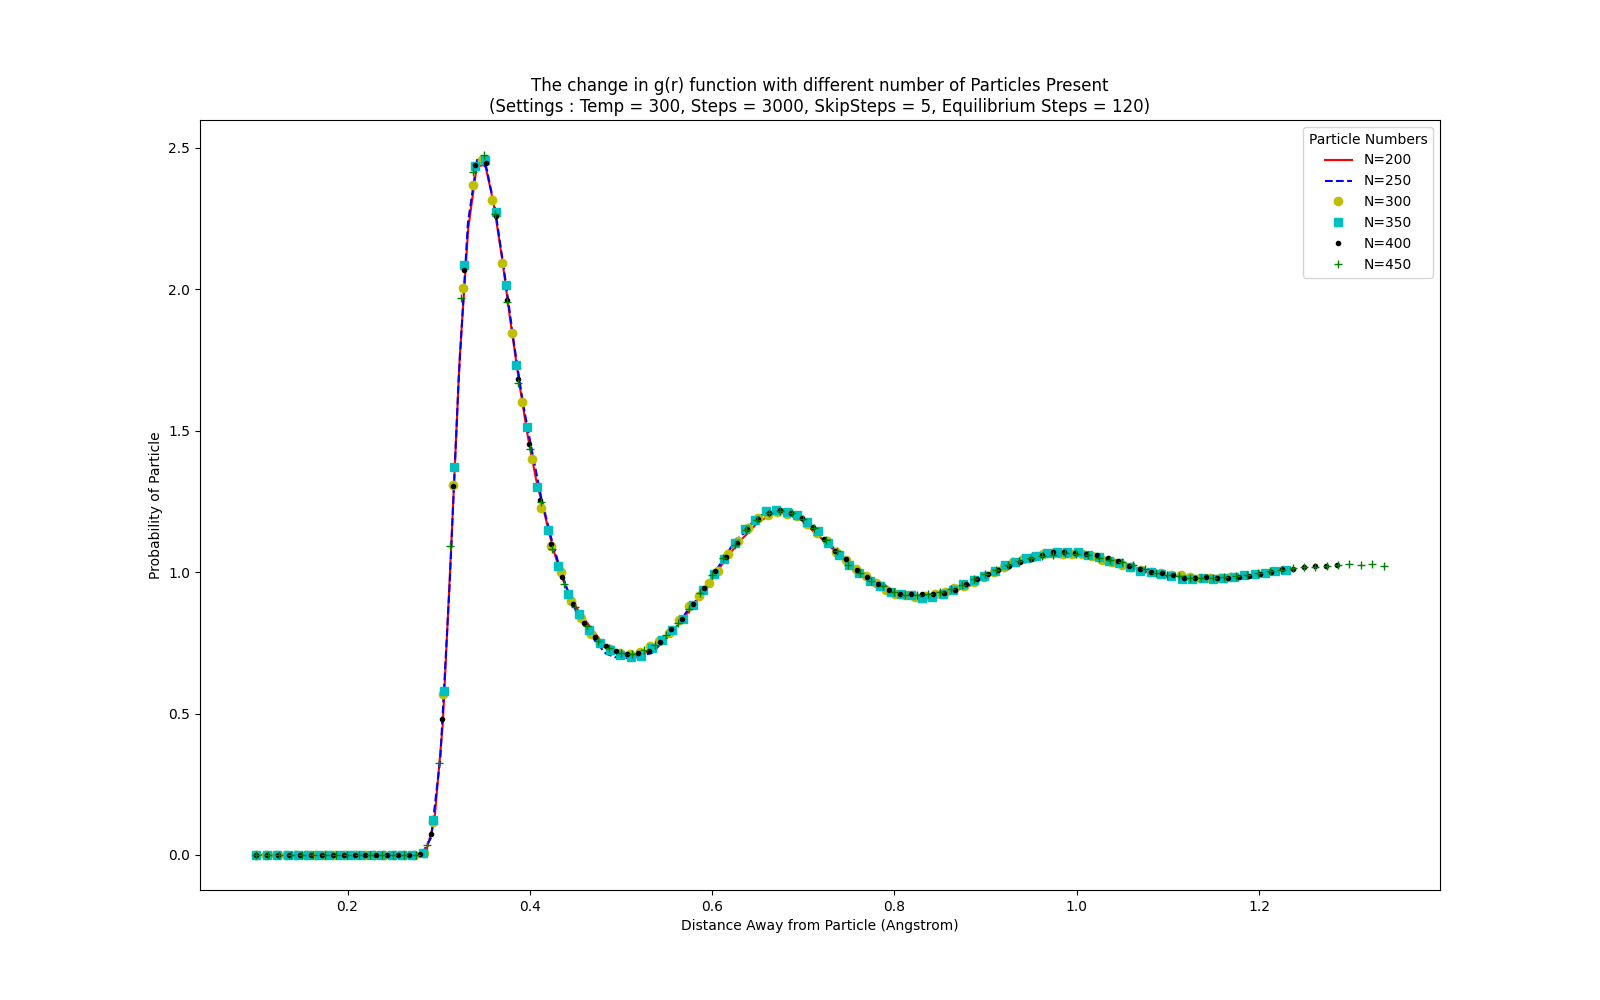 The change in g(r) function with different number of Particles Present
(Settings : Temp = 300, Steps = 3000, SkipSteps = 5, Equilibrium Steps = 120)
Particle Numbers
N=200
N=250
N=300
N=350
N=400
N=450
Probability of Particle
2.5
2.0
1.5
1.0
0.5
0.0
0.2
0.4
0.6
0.8
1.0
1.2
Distance Away from Particle (Angstrom)